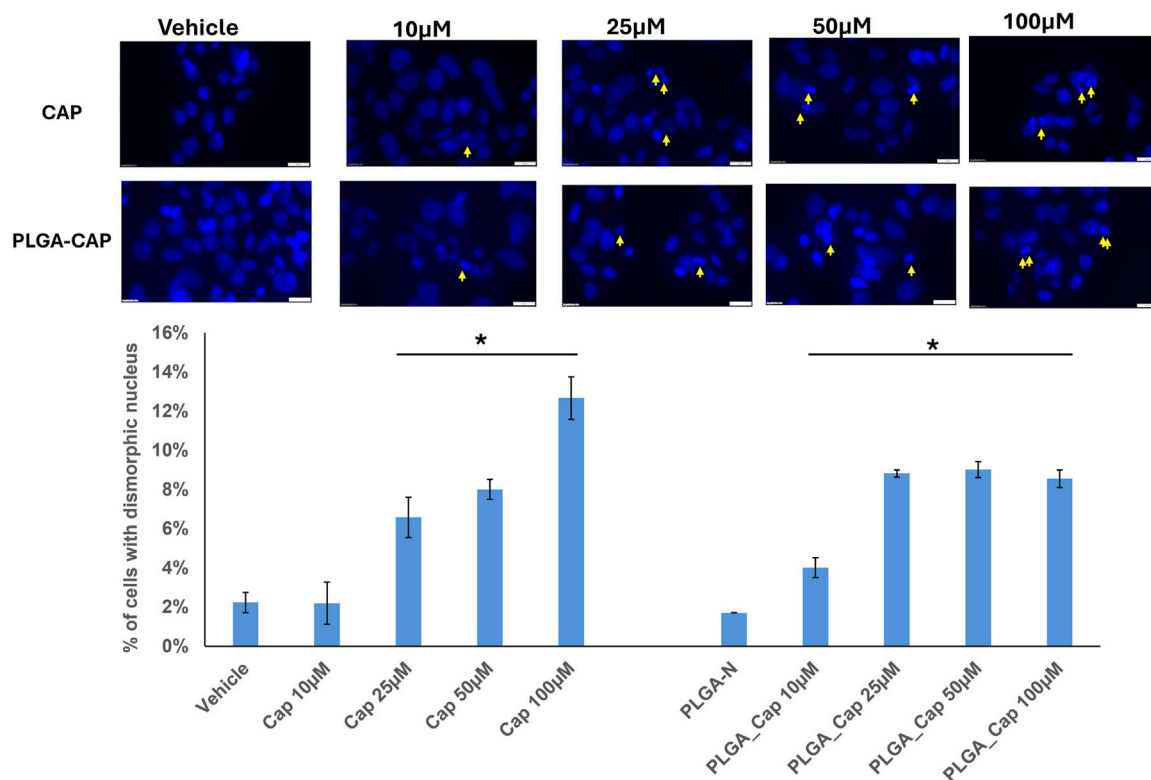 Vehicle
10µM
25µM
50µM
100µM
CAP
PLGA-CAP
% of cells with dismorphic nucleus
16%
14%
12%
10%
8%
6%
4%
2%
0%
*
*
Vehicle
Cap 10µM
Cap 25µM
Cap 50µM
Cap 100µM
PLGA-N
PLGA_Cap 10µM
PLGA_Cap 25µM
PLGA_Cap 50µM
PLGA_Cap 100µM